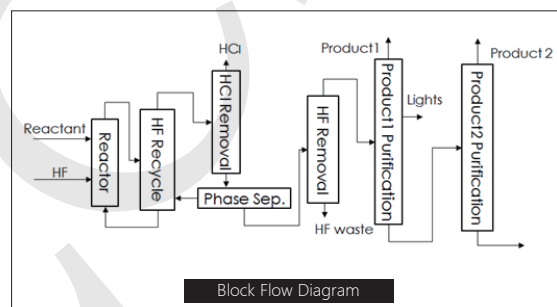 HCl
Product1
Product 2
Reactant
HF
Reactor
HF Recycle
HCl Removal
Phase Sep.
HF Removal
HF waste
Product1 Purification
Lights
Product2 Purification
Block Flow Diagram